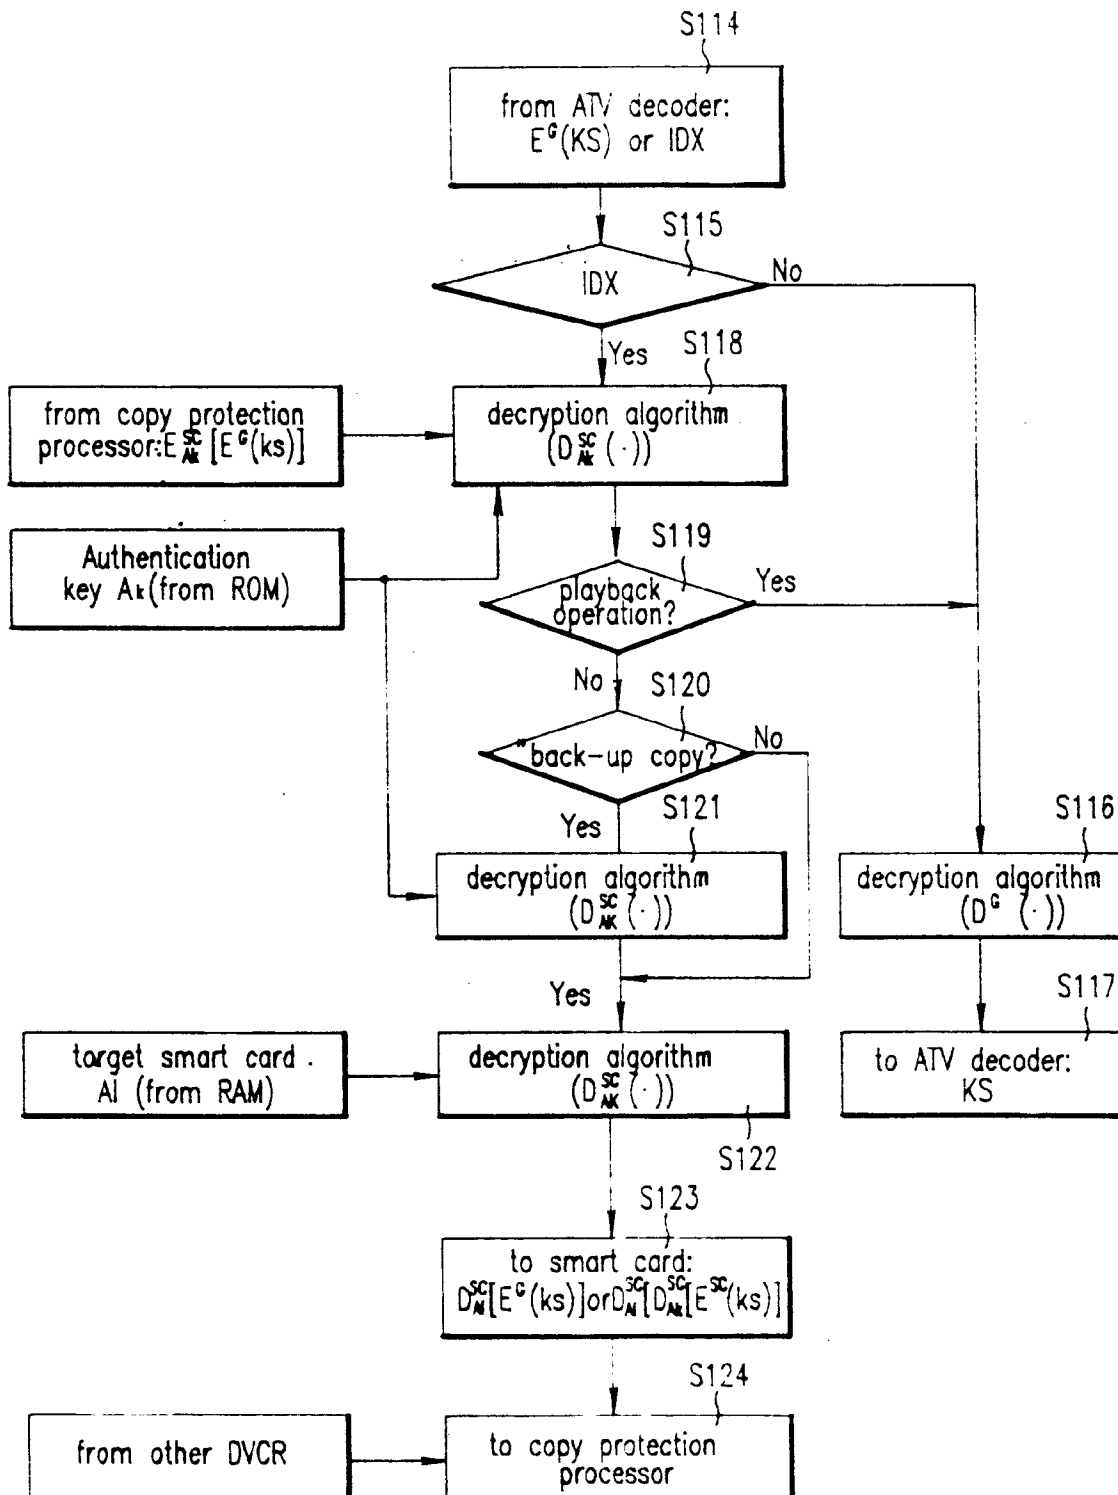 S114
from ATV decoder:
E^G(KS) or IDX
S115
IDX
No
Yes
S118
from copy protection
processor:E^SC_Ak[E^G(ks)]
decryption algorithm
(D^SC_Ak(·))
Authentication
key Ak(from ROM)
S119
playback
operation?
Yes
No
S120
"back-up copy?
No
S121
Yes
S116
decryption algorithm
(D^SC_AK(·))
decryption algorithm
(D^G (·))
Yes
S117
target smart card
AI (from RAM)
decryption algorithm
(D^SC_AK(·))
to ATV decoder:
KS
S122
S123
to smart card:
D^SC_AI[E^G(ks)]orD^SC_AI[D^SC_Ak[E^SC(ks)]
S124
from other DVCR
to copy protection
processor